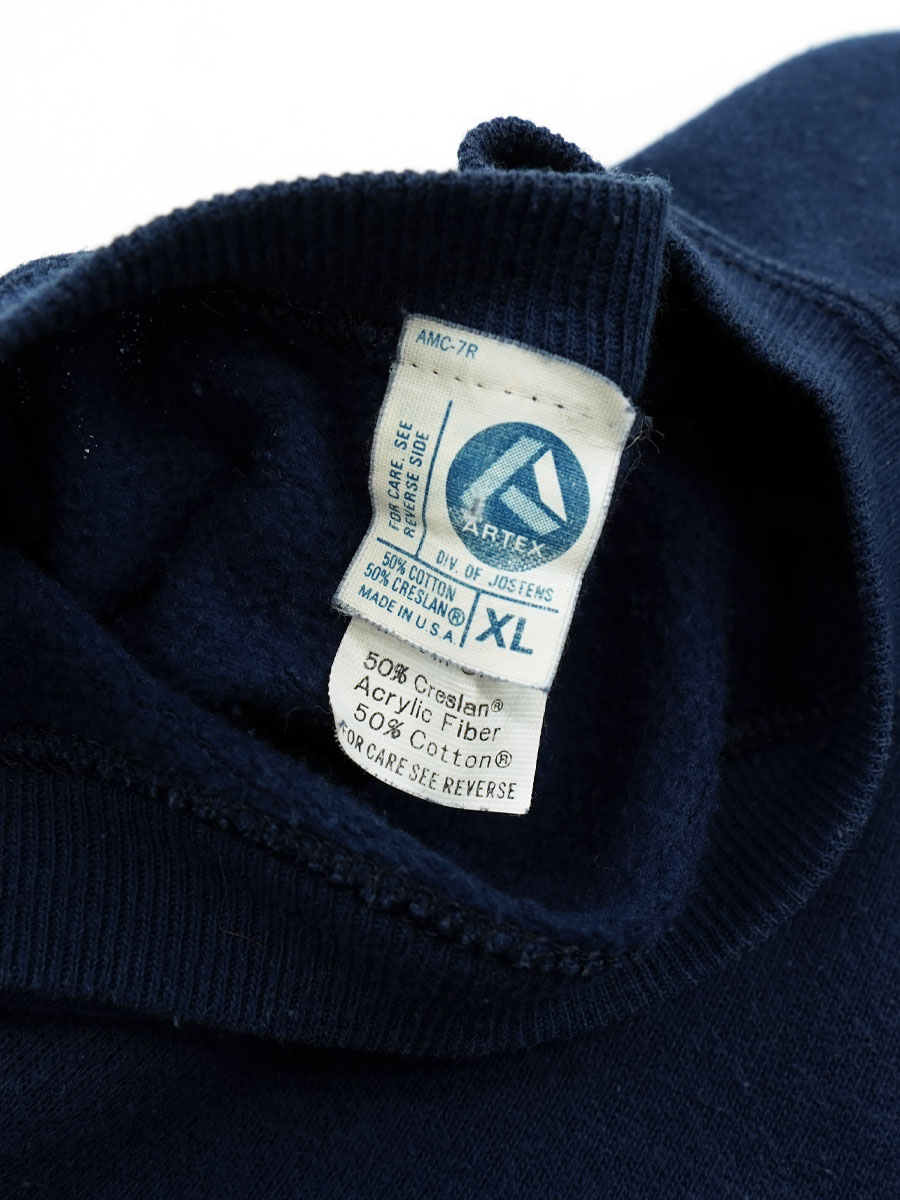 AMC-7R
FOR CARE, SEE
REVERSE SIDE
ARTEX
DIV. OF JOSTENS
50% COTTON
50% CRESLAN®
MADE IN U.S.A.
XL
50% Creslan®
Acrylic Fiber
50% Cotton®
FOR CARE SEE REVERSE